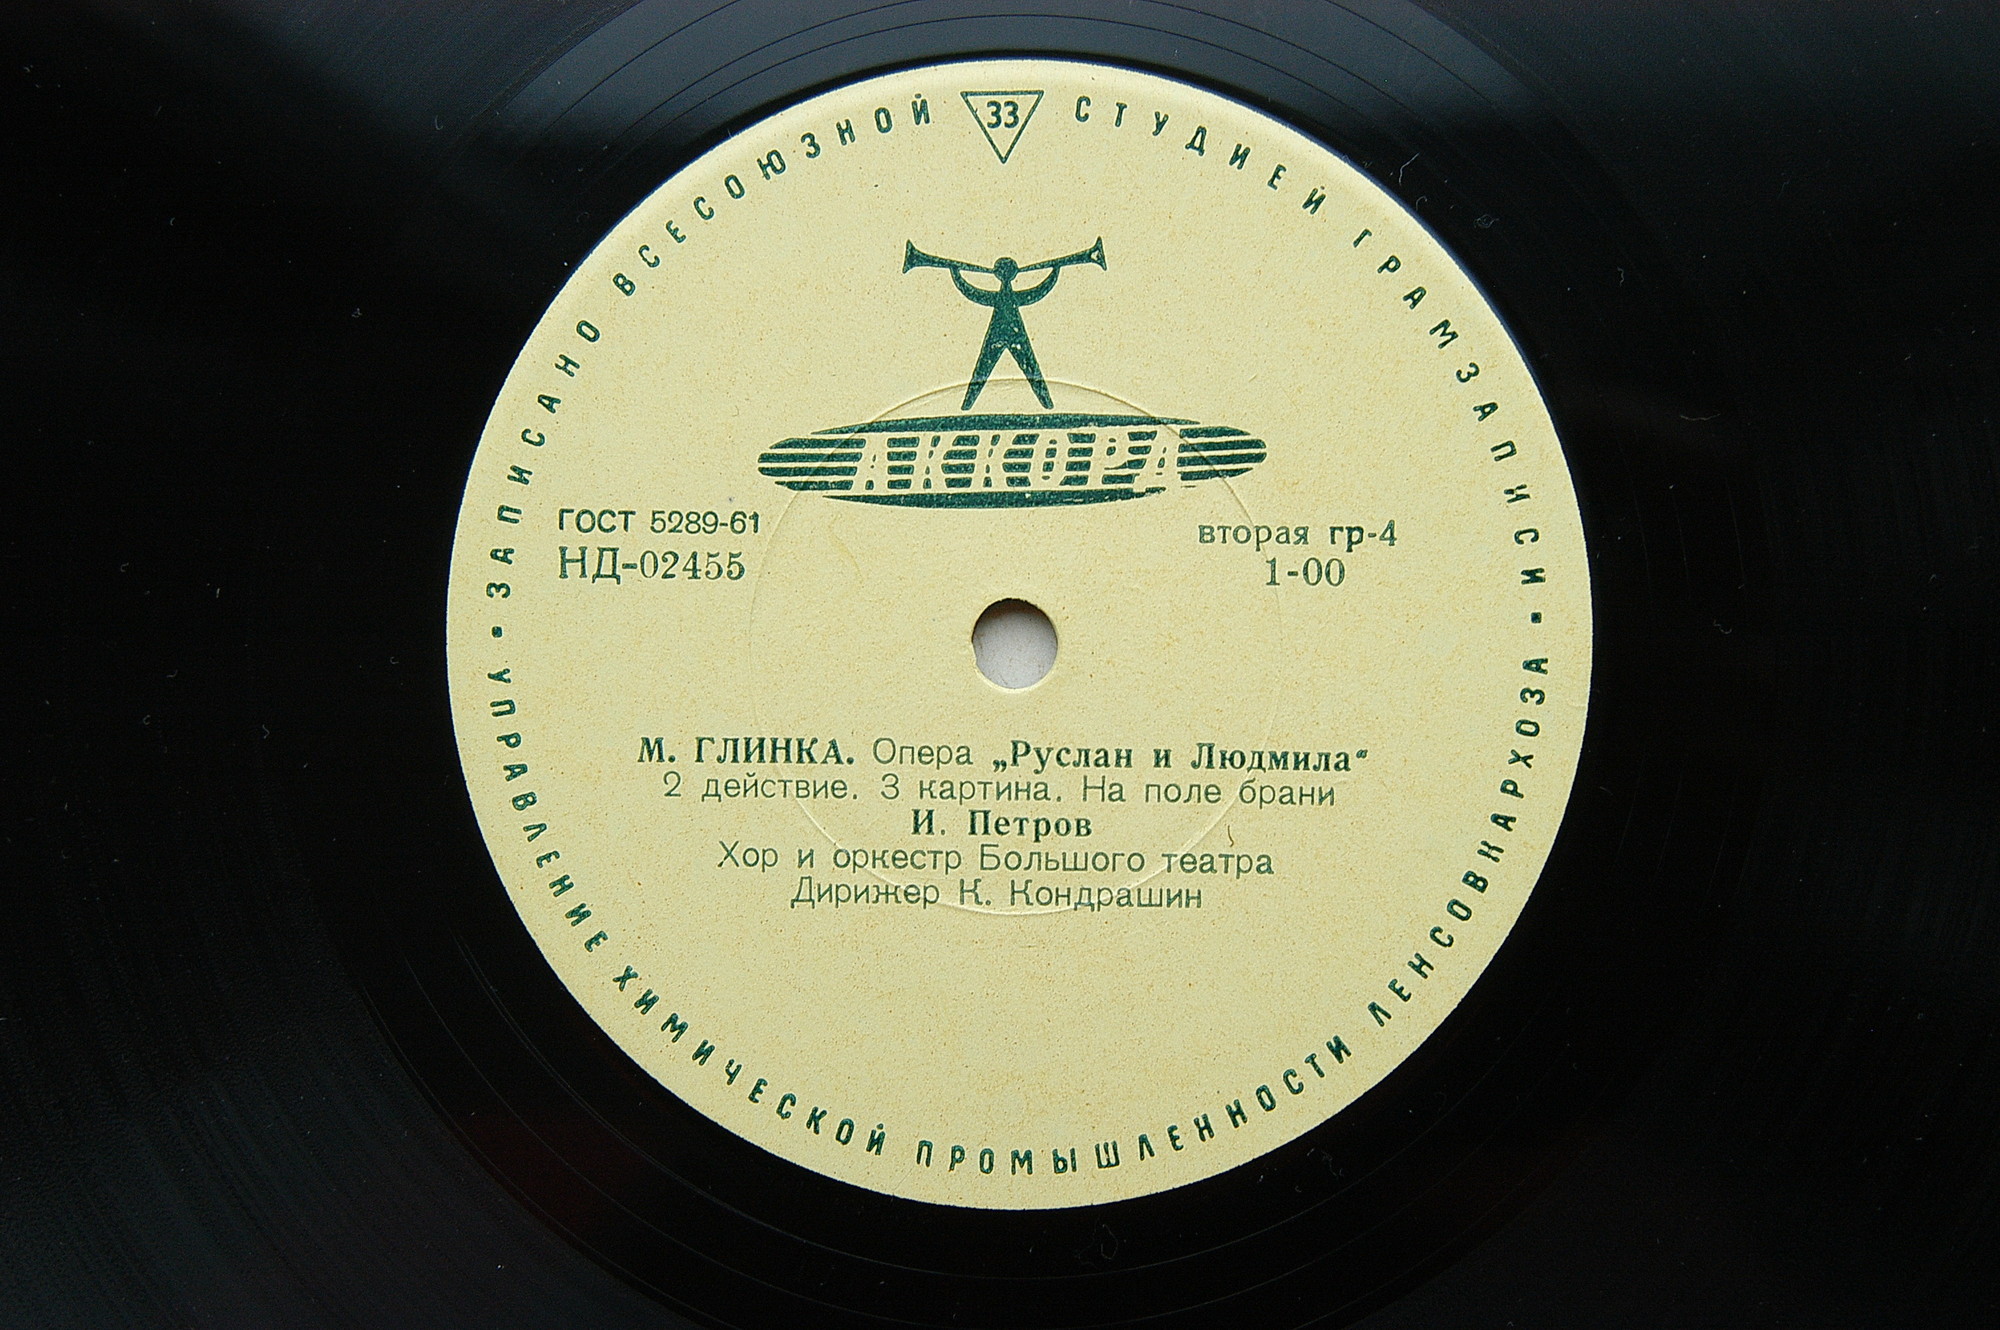 ЗАПИСАНО ВСЕСОЮЗНОЙ 33 СТУДИЕЙ ГРАМЗАПИСИ
АККОРД
ГОСТ 5289-61
НД-02455
вторая гр-4
1-00
М. ГЛИНКА. Опера „Руслан и Людмила“
2 действие. 3 картина. На поле брани
И. Петров
Хор и оркестр Большого театра
Дирижер К. Кондрашин
УПРАВЛЕНИЕ ХИМИЧЕСКОЙ ПРОМЫШЛЕННОСТИ ЛЕНСОВНАРХОЗА